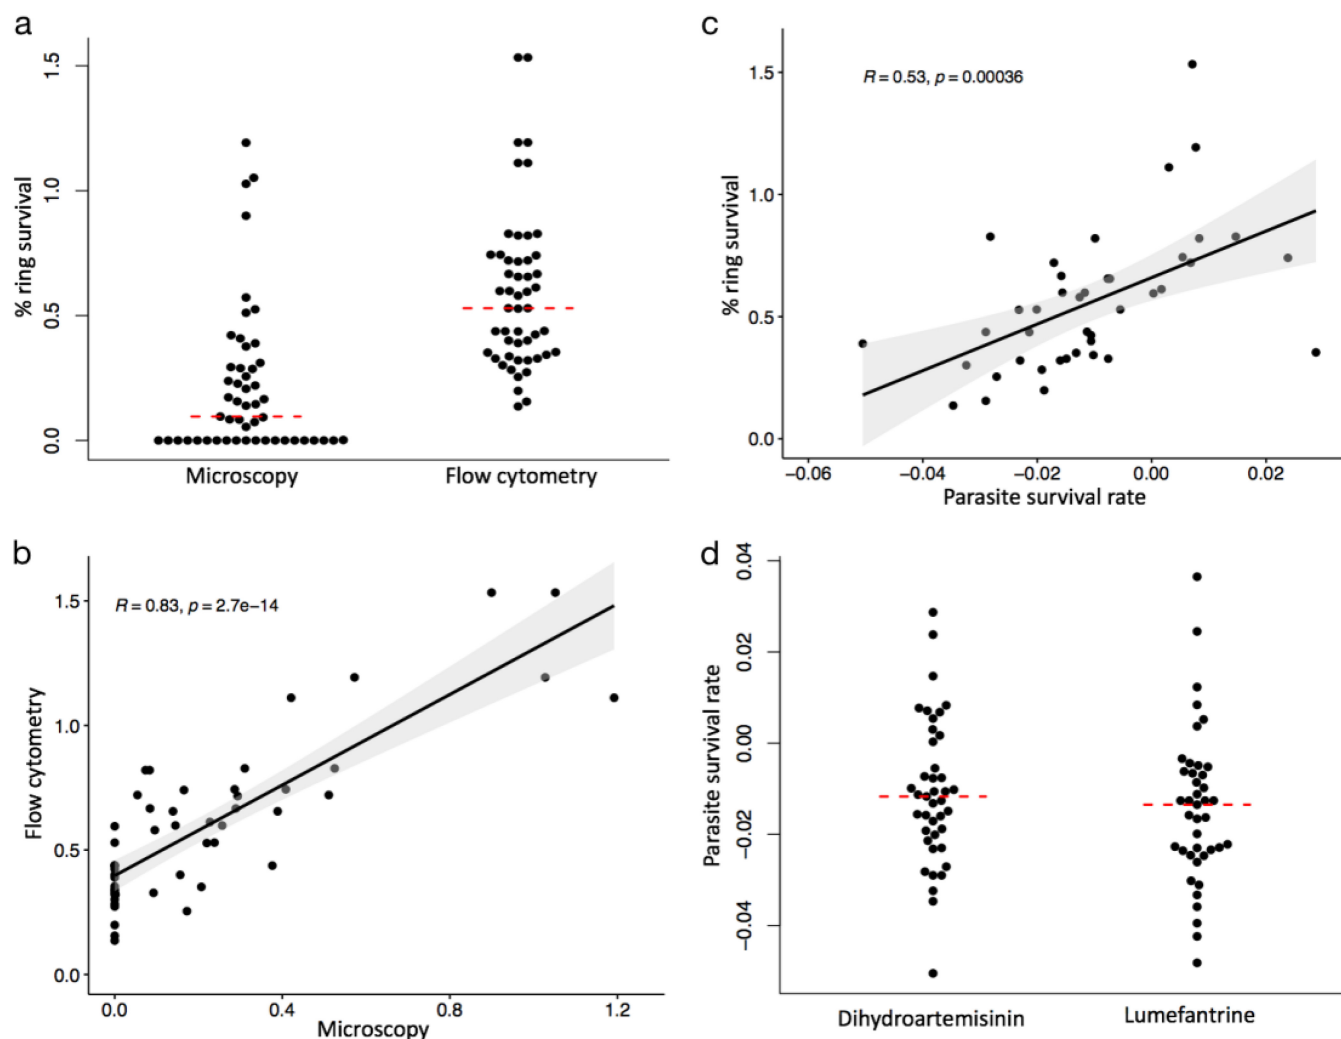 a
% ring survival
1.5
1.0
0.5
0.0
Microscopy Flow cytometry
c
% ring survival
R = 0.53, p = 0.00036
1.5
1.0
0.5
0.0
−0.06 −0.04 −0.02 0.00 0.02
Parasite survival rate
b
Flow cytometry
R = 0.83, p = 2.7e−14
1.5
1.0
0.5
0.0
0.0 0.4 0.8 1.2
Microscopy
d
Parasite survival rate
0.04
0.02
0.00
−0.02
−0.04
Dihydroartemisinin Lumefantrine